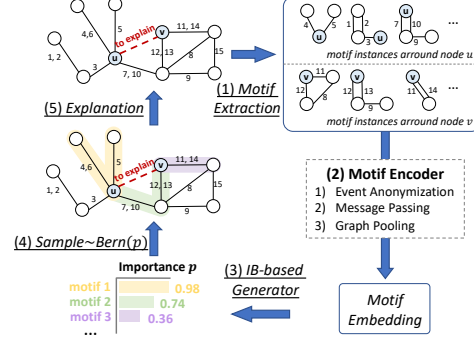 4,6
5
to explain
u
v
11, 14
12, 13
8
15
1, 2
3
7, 10
9
(1) Motif
Extraction
4
u
1
2
3
u
u
7
10
9
motif instances arround node u
v
11
12
8
v
12
13
9
v
11
14
motif instances arround node v
(5) Explanation
(2) Motif Encoder
1) Event Anonymization
2) Message Passing
3) Graph Pooling
4,6
5
to explain
u
v
11, 14
12, 13
8
15
1, 2
3
7, 10
9
(4) Sample~Bern(p)
Importance p
motif 1 0.98
motif 2 0.74
motif 3 0.36
...
(3) IB-based
Generator
Motif
Embedding